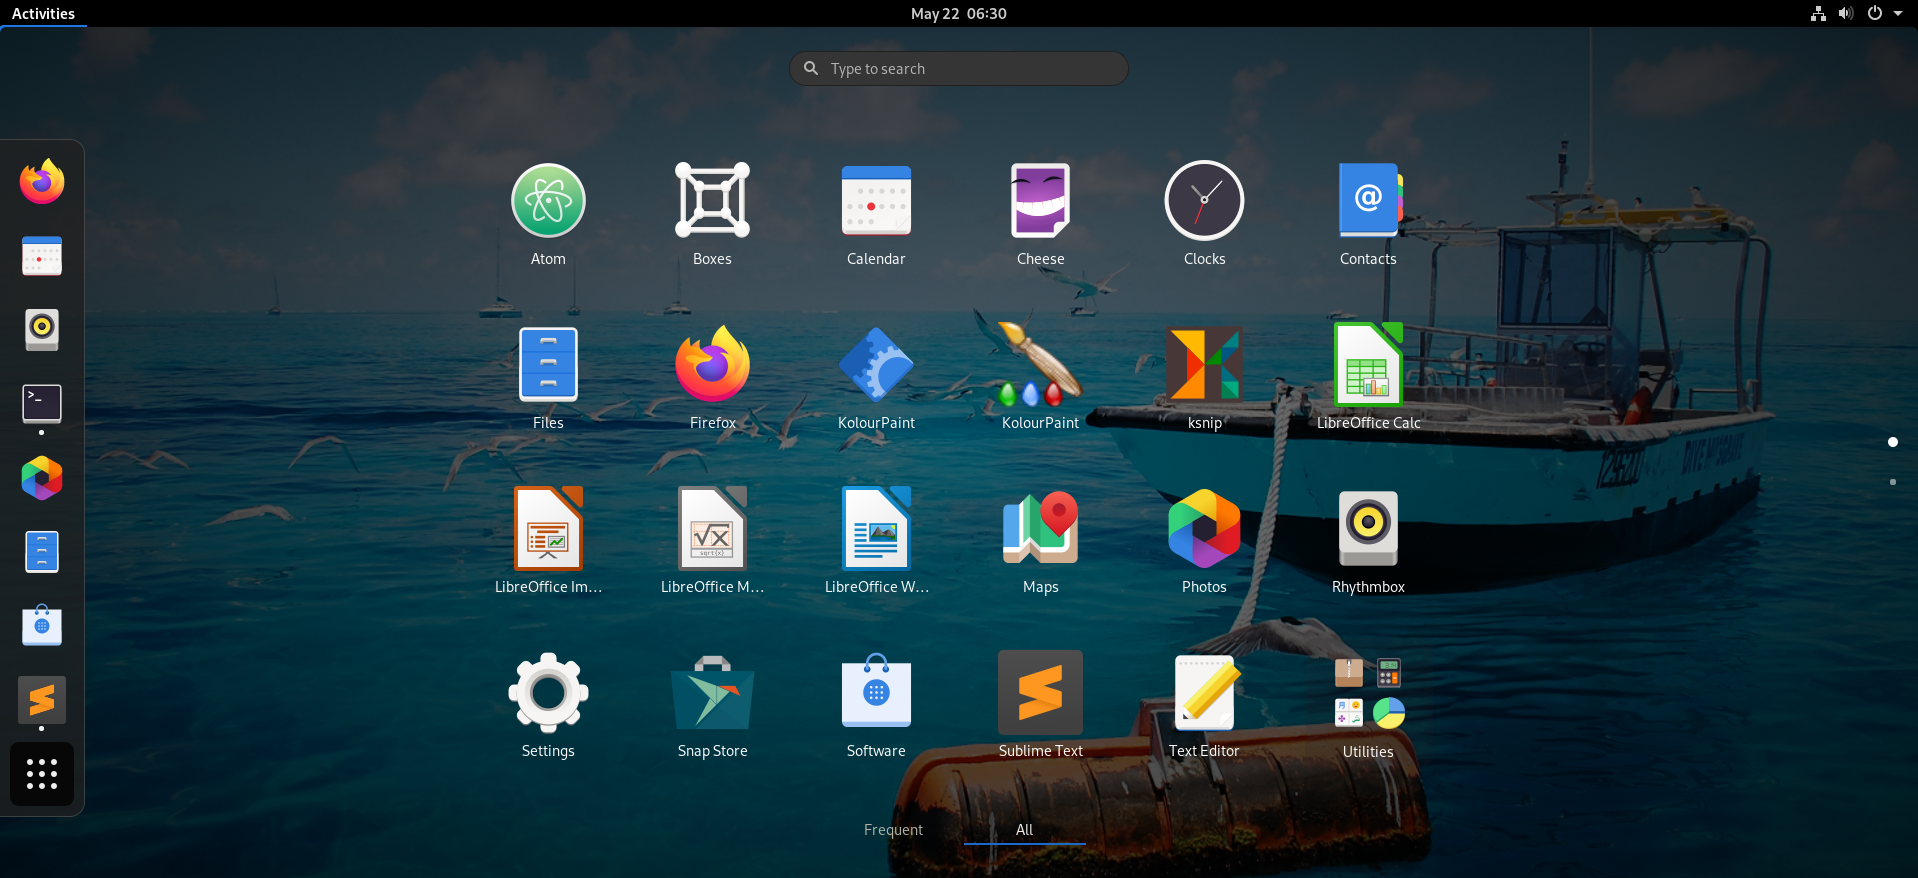 Activities
May 22 06:30
Type to search
Atom
Boxes
Calendar
Cheese
Clocks
Contacts
@
Files
Firefox
KolourPaint
KolourPaint
ksnip
LibreOffice Calc
LibreOffice Im...
LibreOffice M...
√x
sqrt(x)
LibreOffice W...
Maps
Photos
Rhythmbox
Settings
Snap Store
Software
Sublime Text
Text Editor
Utilities
Frequent
All
>_